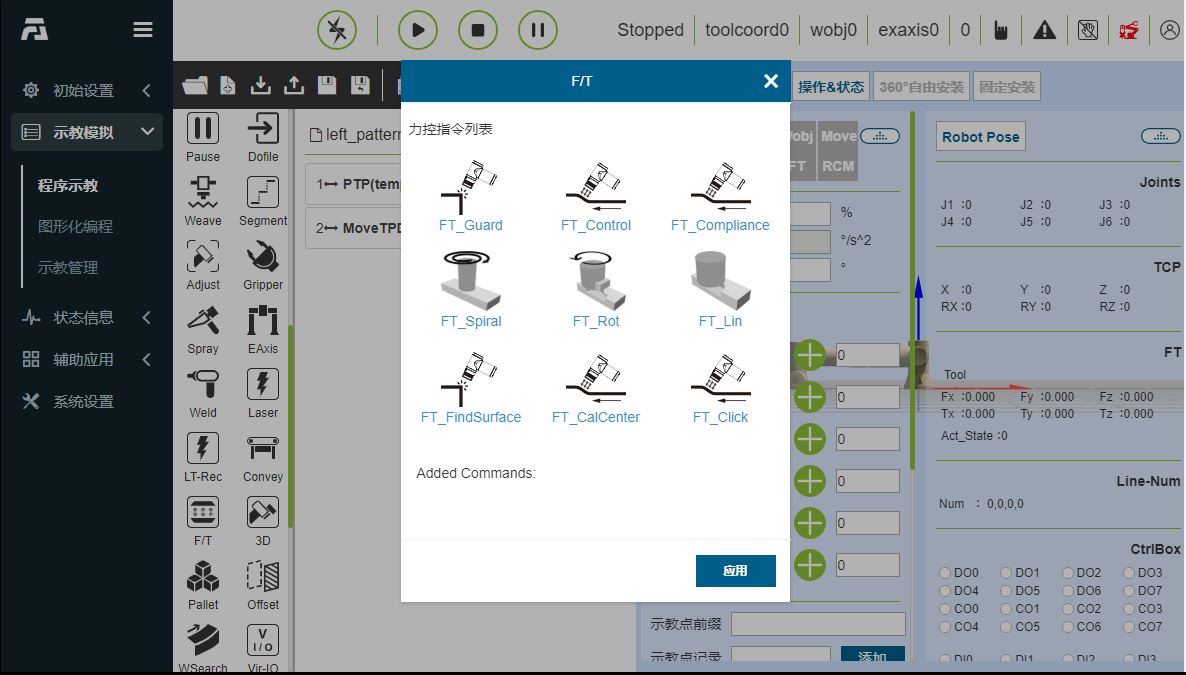 Stopped
toolcoord0
wobj0
exaxis0
0
初始设置
示教模拟
程序示教
图形化编程
示教管理
状态信息
辅助应用
系统设置
Pause
Dofile
Weave
Segment
Adjust
Gripper
Spray
EAxis
Weld
Laser
LT-Rec
Convey
F/T
3D
Pallet
Offset
WSearch
Vir-IO
left_pattern
1 PTP(temp
2 MoveTPD
F/T
力控指令列表
FT_Guard
FT_Control
FT_Compliance
FT_Spiral
FT_Rot
FT_Lin
FT_FindSurface
FT_CalCenter
FT_Click
Added Commands:
应用
操作&状态
360°自由安装
固定安装
obj
Move
FT
RCM
%
°/s^2
°
0
0
0
0
0
0
示教点前缀
示教点记录
添加
Robot Pose
Joints
J1 :0 J2 :0 J3 :0
J4 :0 J5 :0 J6 :0
TCP
X :0 Y :0 Z :0
RX :0 RY :0 RZ :0
FT
Tool
Fx :0.000 Fy :0.000 Fz :0.000
Tx :0.000 Ty :0.000 Tz :0.000
Act_State :0
Line-Num
Num : 0,0,0,0
CtrlBox
DO0 DO1 DO2 DO3
DO4 DO5 DO6 DO7
CO0 CO1 CO2 CO3
CO4 CO5 CO6 CO7
DI0 DI1 DI2 DI3